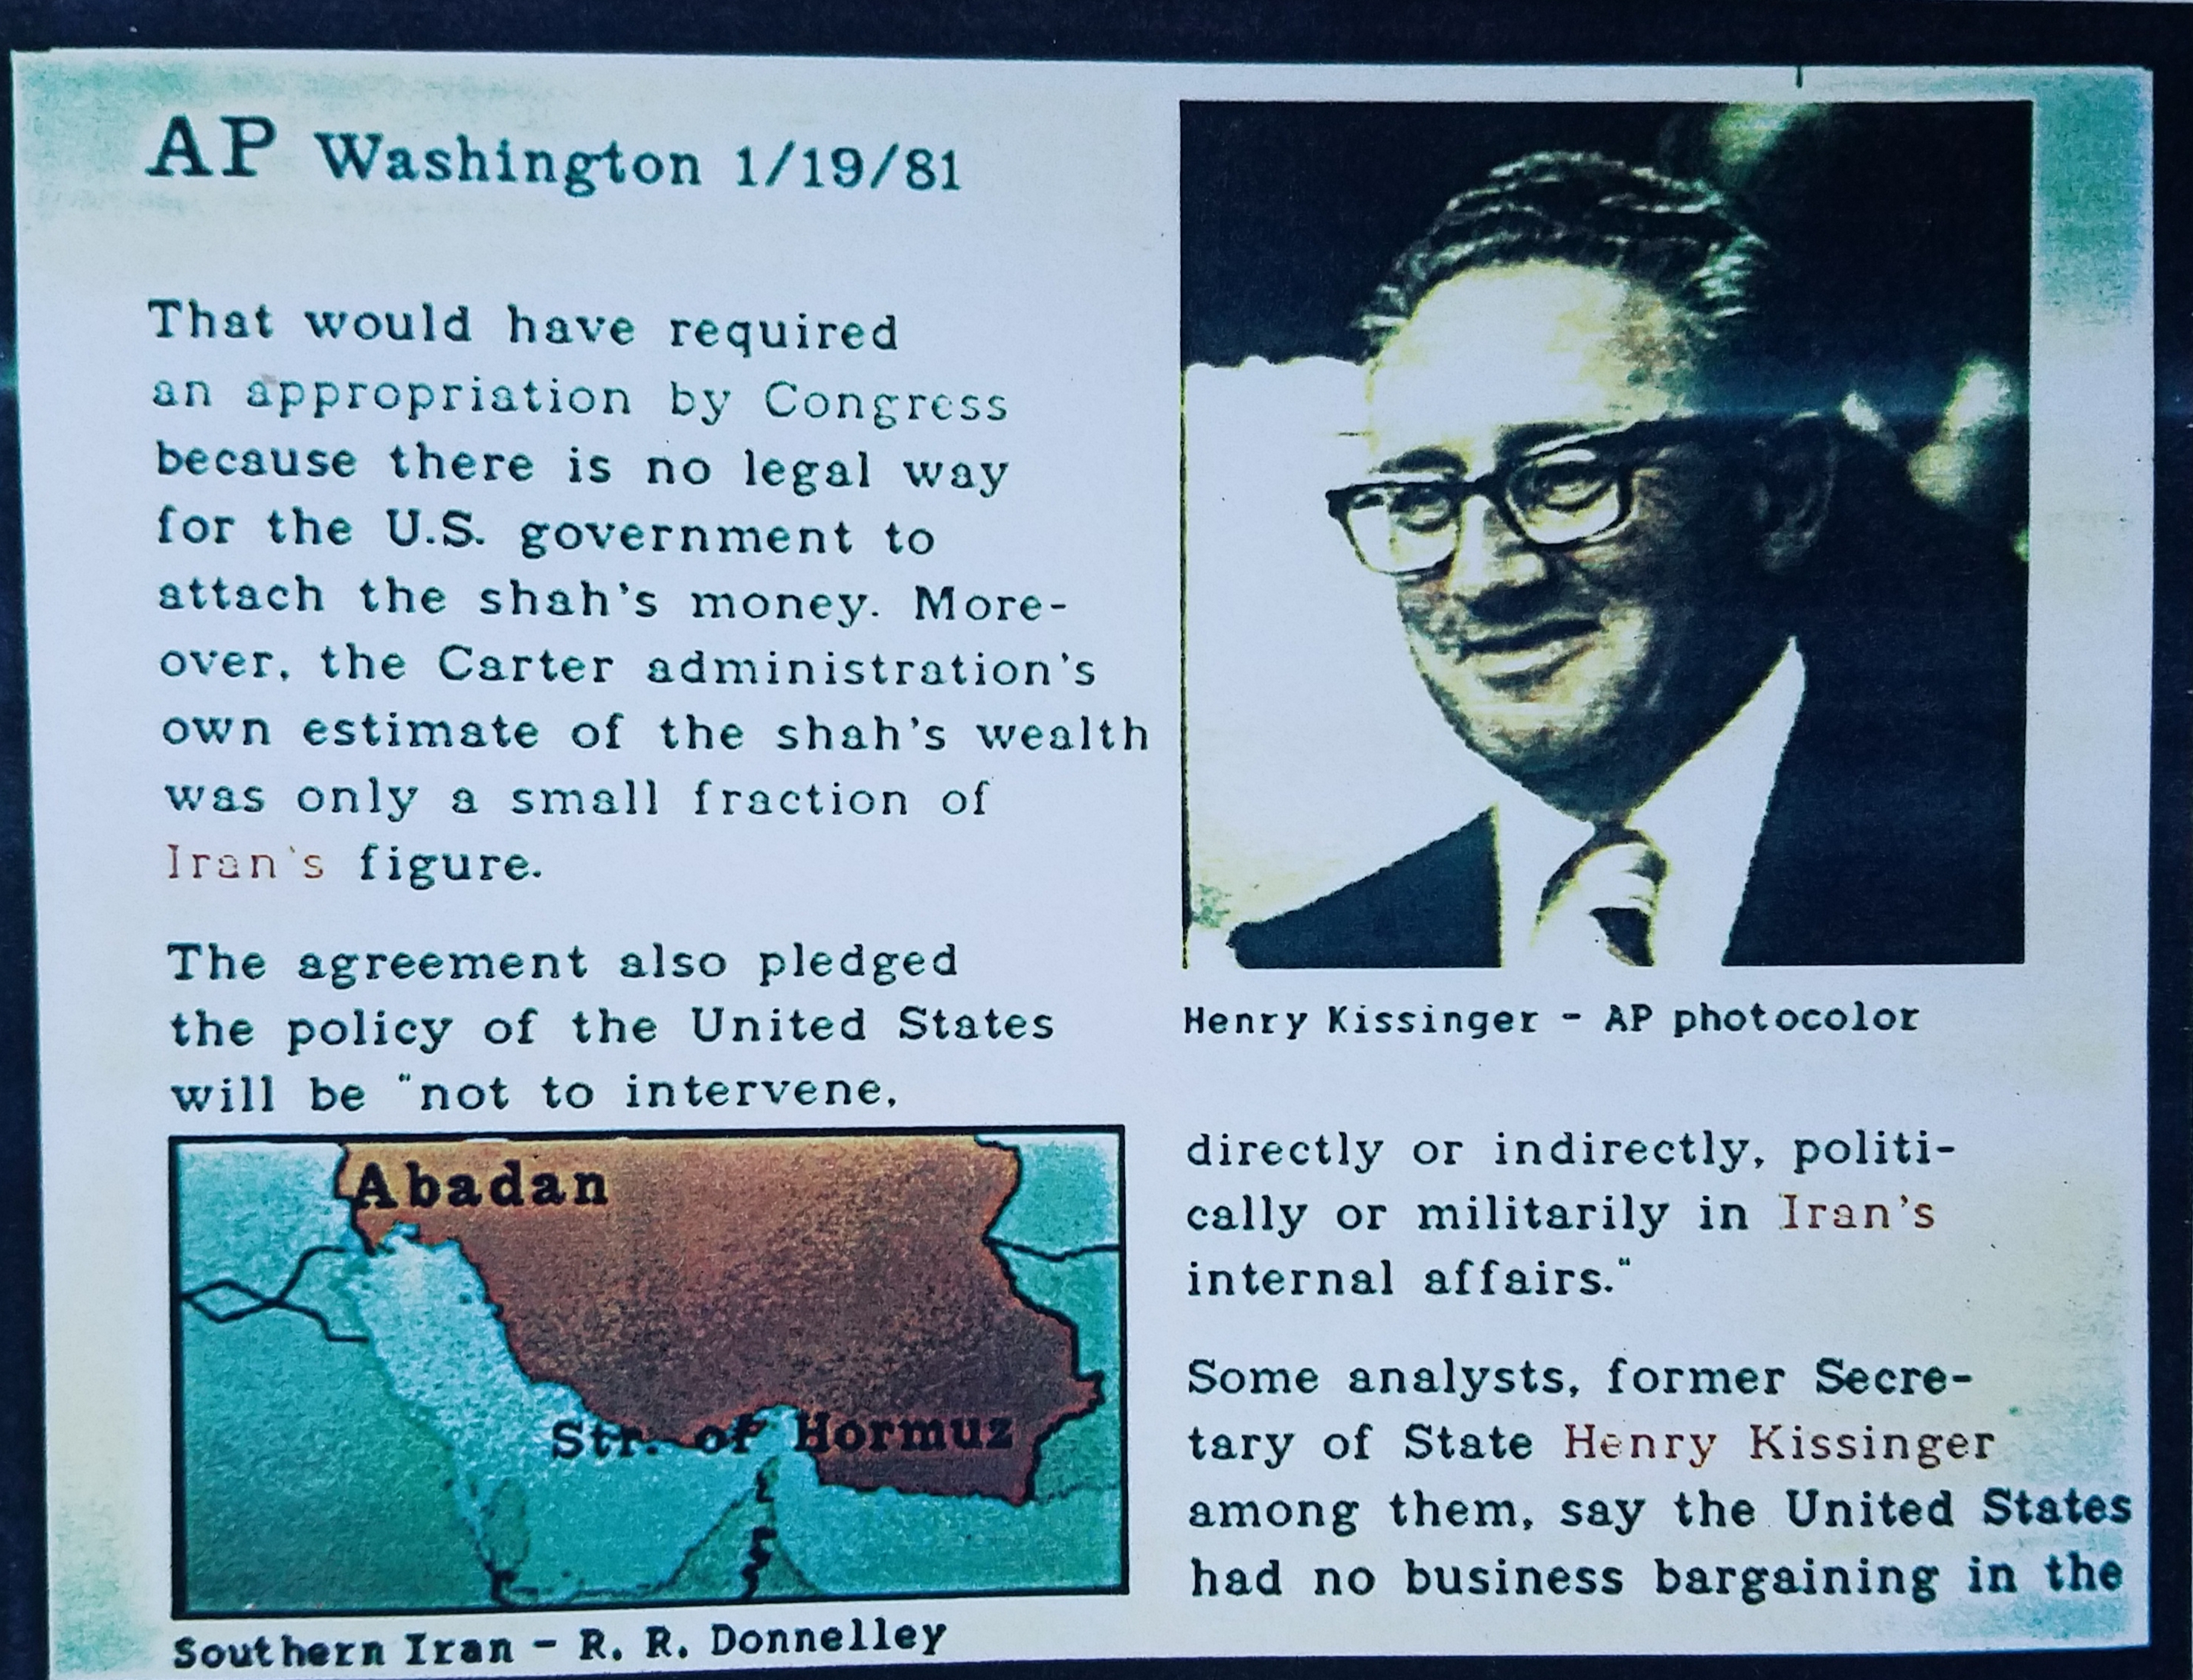 AP Washington 1/19/81
That would have required
an appropriation by Congress
because there is no legal way
for the U.S. government to
attach the shah's money. More-
over, the Carter administration's
own estimate of the shah's wealth
was only a small fraction of
Iran's figure.
The agreement also pledged
the policy of the United States
will be "not to intervene,
Abadan
Str. of Hormuz
Southern Iran - R. R. Donnelley
Henry Kissinger - AP photocolor
directly or indirectly, politi-
cally or militarily in Iran's
internal affairs."
Some analysts, former Secre-
tary of State Henry Kissinger
among them, say the United States
had no business bargaining in the